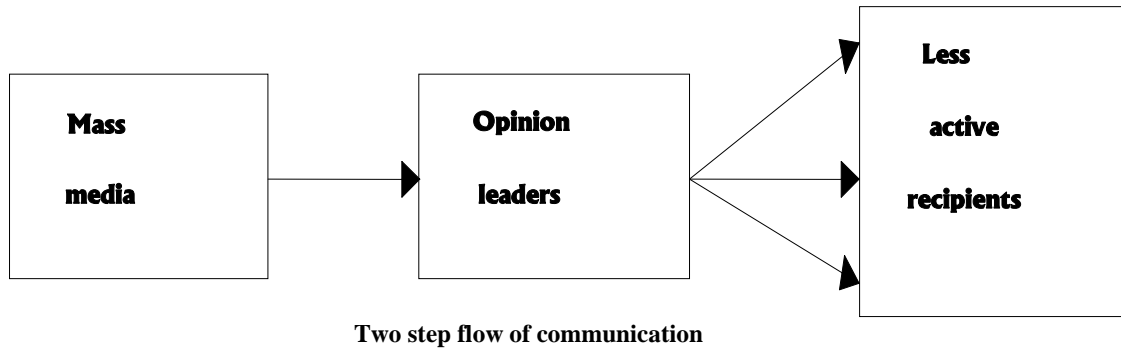 Mass
media
Opinion
leaders
Less
active
recipients
Two step flow of communication